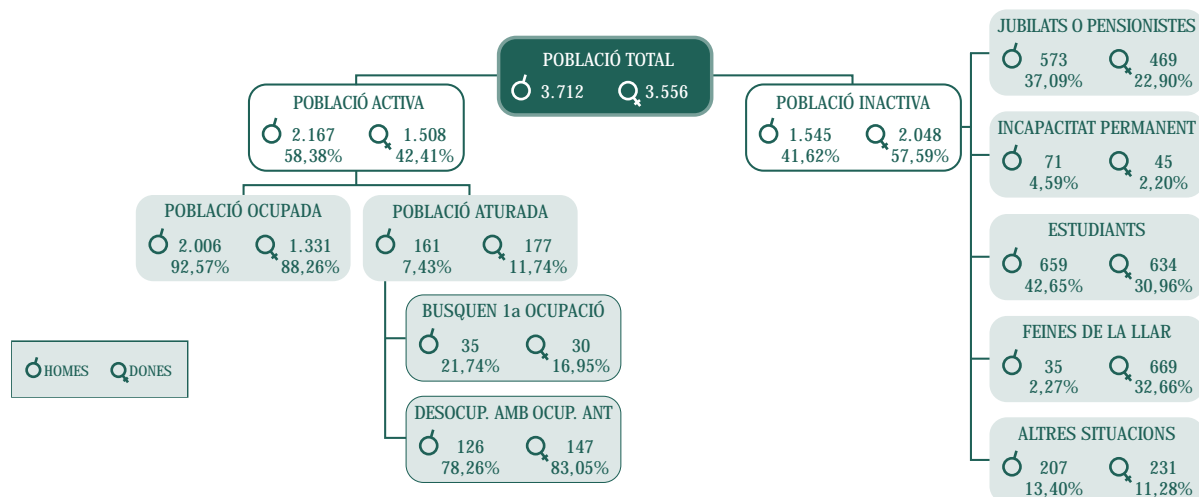 POBLACIÓ TOTAL
3.712 3.556
POBLACIÓ ACTIVA
2.167 1.508
58,38% 42,41%
POBLACIÓ INACTIVA
1.545 2.048
41,62% 57,59%
POBLACIÓ OCUPADA
2.006 1.331
92,57% 88,26%
POBLACIÓ ATURADA
161 177
7,43% 11,74%
BUSQUEN 1a OCUPACIÓ
35 30
21,74% 16,95%
DESOCUP. AMB OCUP. ANT
126 147
78,26% 83,05%
HOMES DONES
JUBILATS O PENSIONISTES
573 469
37,09% 22,90%
INCAPACITAT PERMANENT
71 45
4,59% 2,20%
ESTUDIANTS
659 634
42,65% 30,96%
FEINES DE LA LLAR
35 669
2,27% 32,66%
ALTRES SITUACIONS
207 231
13,40% 11,28%